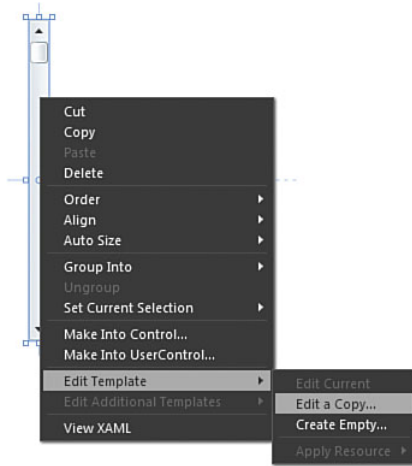 Cut
Copy
Paste
Delete
Order
Align
Auto Size
Group Into
Ungroup
Set Current Selection
Make Into Control...
Make Into UserControl...
Edit Template
Edit Additional Templates
View XAML
Edit Current
Edit a Copy...
Create Empty...
Apply Resource